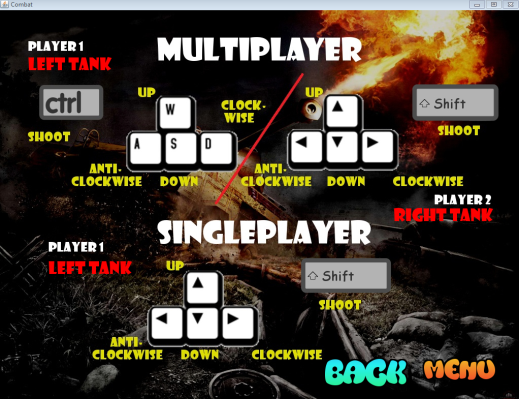 Combat
MULTIPLAYER
PLAYER 1
LEFT TANK
UP
CLOCK-
WISE
UP
ctrl
W
Shift
SHOOT
A S D
SHOOT
ANTI-
CLOCKWISE DOWN
ANTI-
CLOCKWISE DOWN CLOCKWISE
PLAYER 2
RIGHT TANK
SINGLEPLAYER
PLAYER 1
LEFT TANK
UP
Shift
SHOOT
ANTI-
CLOCKWISE DOWN CLOCKWISE
BACK MENU